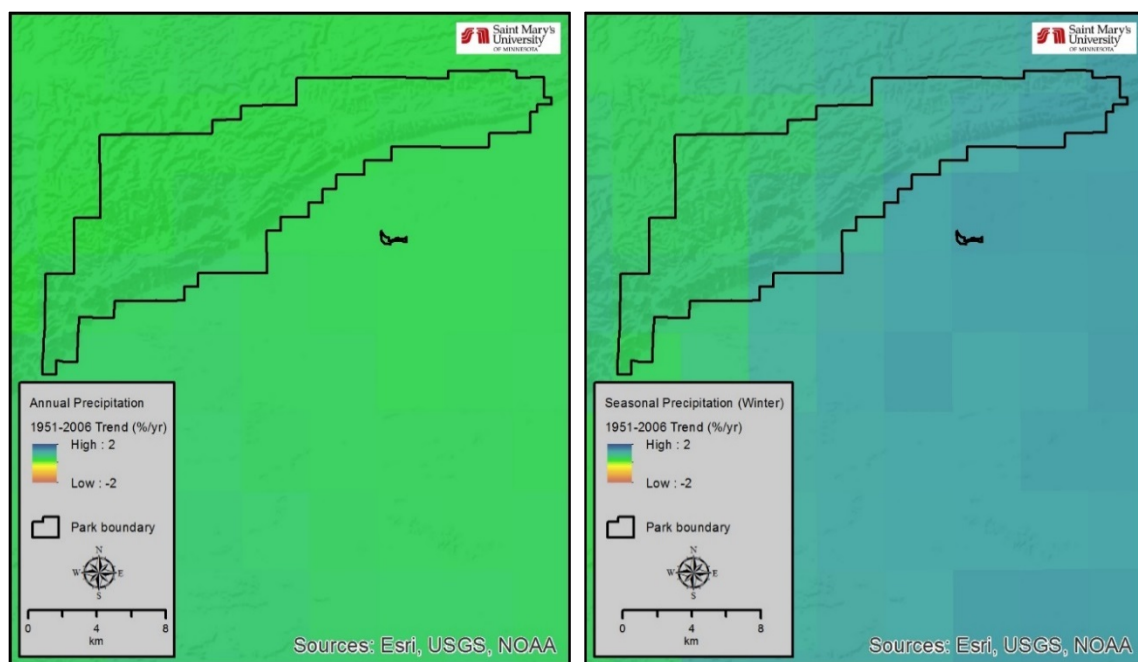 Saint Mary's
University
OF MINNESOTA
Annual Precipitation
1951-2006 Trend (%/yr)
High : 2
Low : -2
Park boundary
N
W E
S
0 4 8
km
Sources: Esri, USGS, NOAA
Saint Mary's
University
OF MINNESOTA
Seasonal Precipitation (Winter)
1951-2006 Trend (%/yr)
High : 2
Low : -2
Park boundary
N
W E
S
0 4 8
km
Sources: Esri, USGS, NOAA